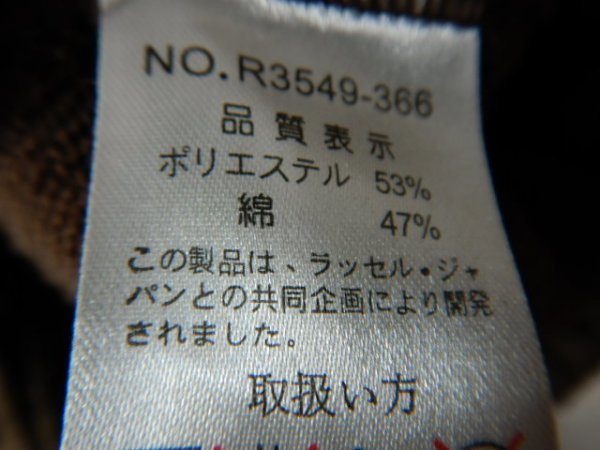 NO.R3549-366
品質表示
ポリエステル 53%
綿 47%
この製品は、ラッセル・ジャ
パンとの共同企画により開発
されました。
取扱い方